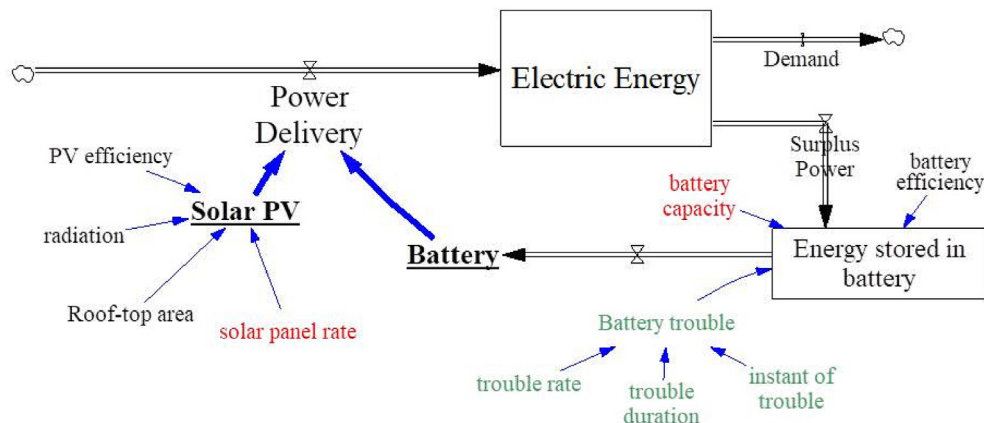 Electric Energy
Demand
Power
Delivery
Surplus
Power
PV efficiency
battery
efficiency
battery
capacity
Solar PV
radiation
Battery
Energy stored in
battery
Roof-top area
solar panel rate
Battery trouble
trouble rate
trouble
duration
instant of
trouble